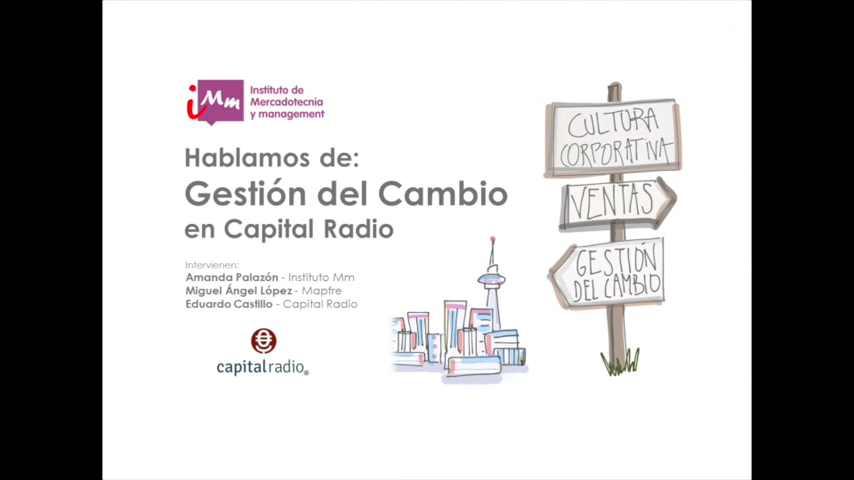 iMm
Instituto de
Mercadotecnia
y management
Hablamos de:
Gestión del Cambio
en Capital Radio
Intervienen:
Amanda Palazón - Instituto Mm
Miguel Ángel López - Mapfre
Eduardo Castillo - Capital Radio
capitalradio®
CULTURA
CORPORATIVA
VENTAS
GESTIÓN
DEL CAMBIO